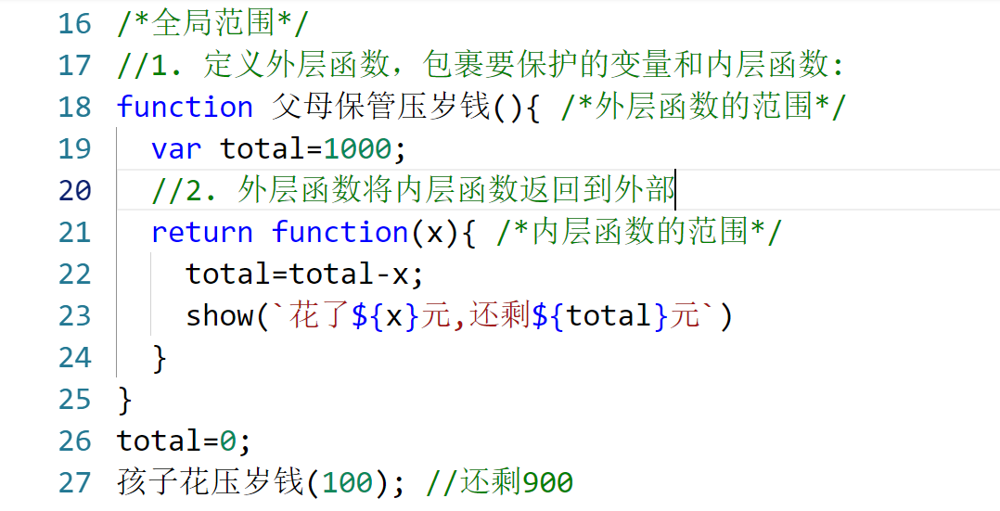 16 /*全局范围*/
17 //1. 定义外层函数，包裹要保护的变量和内层函数:
18 function 父母保管压岁钱(){ /*外层函数的范围*/
19   var total=1000;
20   //2. 外层函数将内层函数返回到外部
21   return function(x){ /*内层函数的范围*/
22     total=total-x;
23     show(`花了${x}元,还剩${total}元`)
24   }
25 }
26 total=0;
27 孩子花压岁钱(100); //还剩900